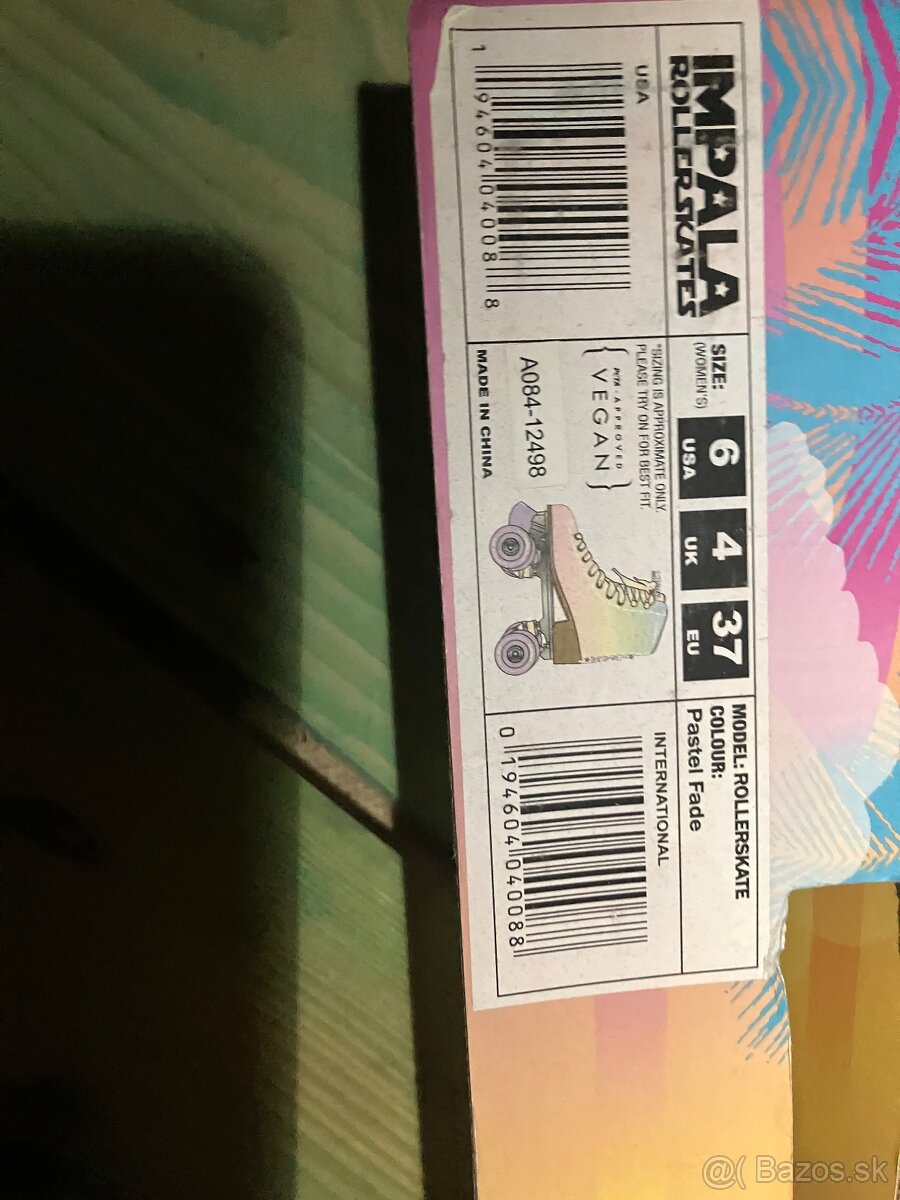 IMPALA
ROLLERSKATES
USA
1 94604 04008 8
SIZE:
(WOMEN'S)
6
USA
4
UK
37
EU
*SIZING IS APPROXIMATE ONLY.
PLEASE TRY ON FOR BEST FIT.
PETA-APPROVED
VEGAN
A084-12498
MADE IN CHINA
MODEL: ROLLERSKATE
COLOUR:
Pastel Fade
INTERNATIONAL
0 194604 040088
@( Bazos.sk